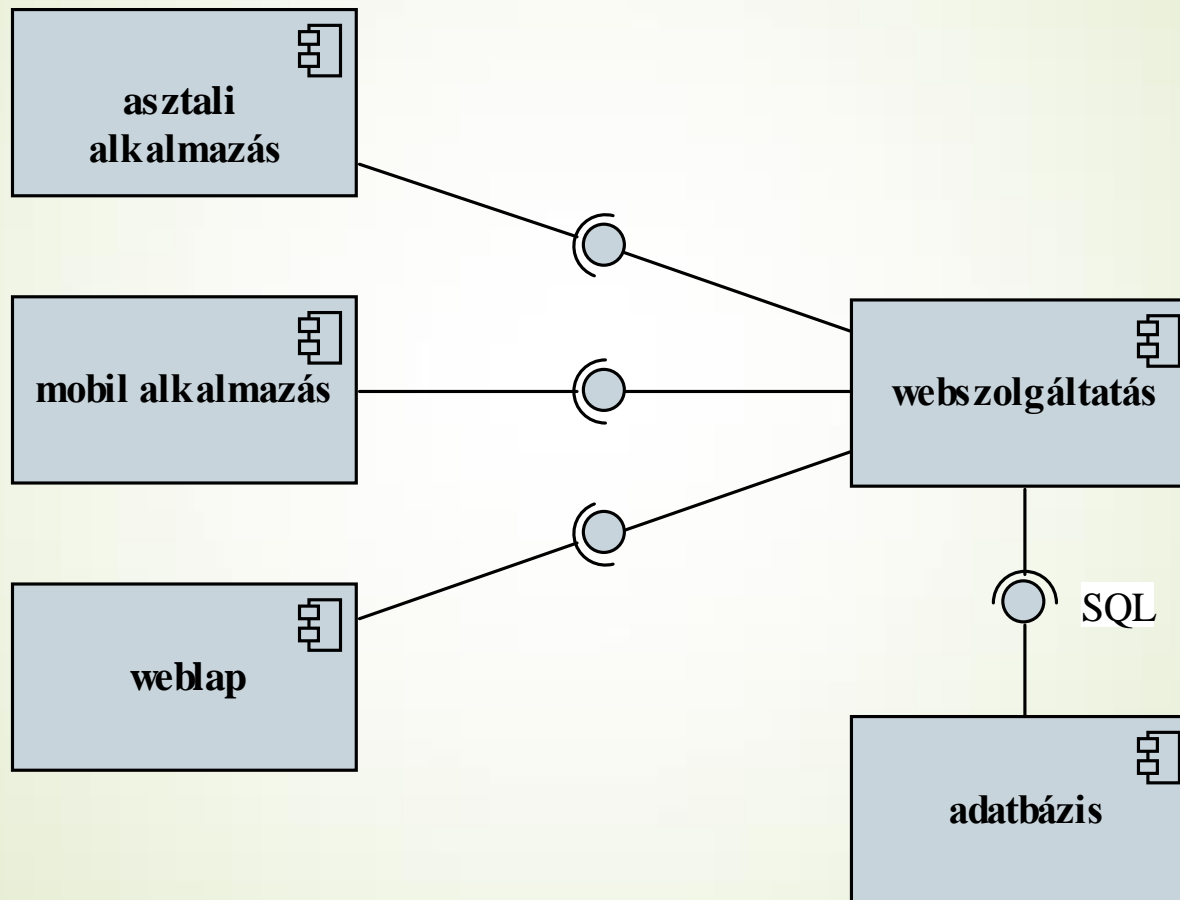 asztali
alkalmazás
mobil alkalmazás
webszolgáltatás
weblap
SQL
adatbázis